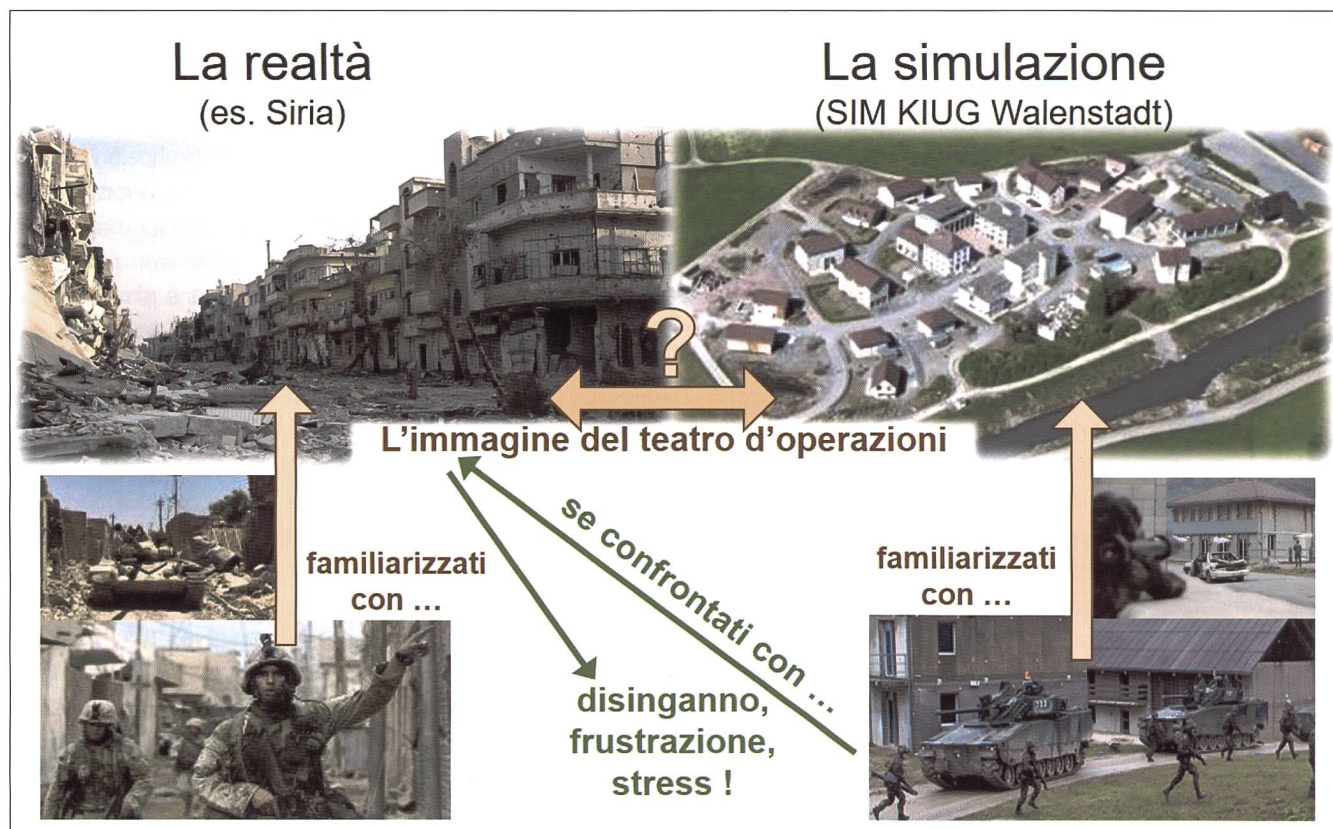 La realtà
(es. Siria)
La simulazione
(SIM KIUG Walenstadt)
?
L'immagine del teatro d'operazioni
familiarizzati
con ...
se confrontati con ...
familiarizzati
con ...
disinganno,
frustrazione,
stress !